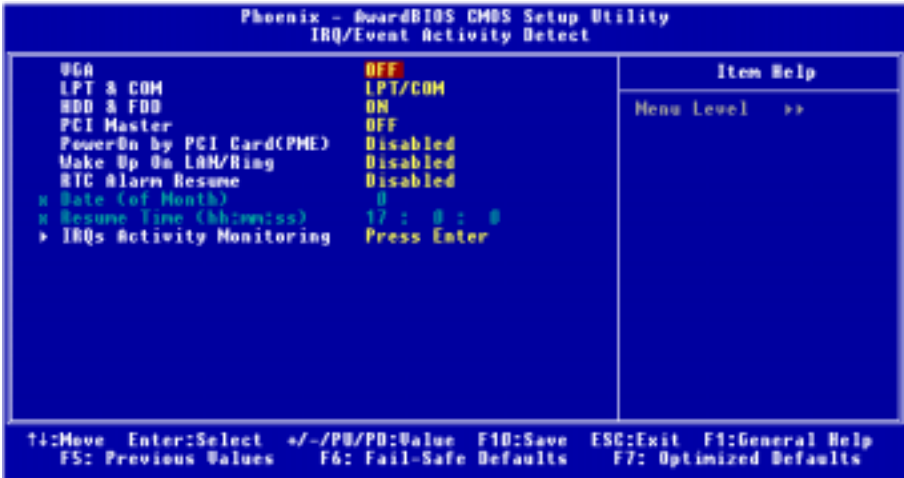 Phoenix - AwardBIOS CMOS Setup Utility
IRQ/Event Activity Detect
VGA OFF
LPT & COM LPT/COM
HDD & FDD ON
PCI Master OFF
PowerOn by PCI Card(PME) Disabled
Wake Up On LAN/Ring Disabled
RTC Alarm Resume Disabled
x Date (of Month) 0
x Resume Time (hh:mm:ss) 17 : 0 : 0
▸ IRQs Activity Monitoring Press Enter
Item Help
Menu Level ▸▸
↑↓:Move Enter:Select +/-/PU/PD:Value F10:Save ESC:Exit F1:General Help
F5: Previous Values F6: Fail-Safe Defaults F7: Optimized Defaults